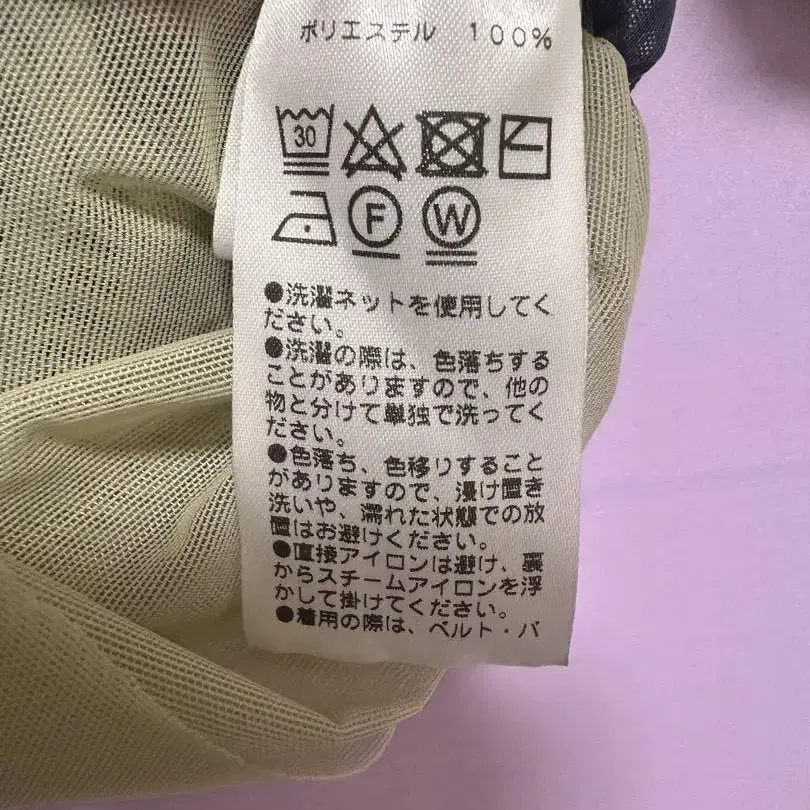 ポリエステル 100%
30
F W
●洗濯ネットを使用してく
ださい。
●洗濯の際は、色落ちする
ことがありますので、他の
物と分けて単独で洗ってく
ださい。
●色落ち、色移りすること
がありますので、浸け置き
洗いや、濡れた状態での放
置はお避けください。
●直接アイロンは避け、裏
からスチームアイロンを浮
かして掛けてください。
●着用の際は、ベルト・バ